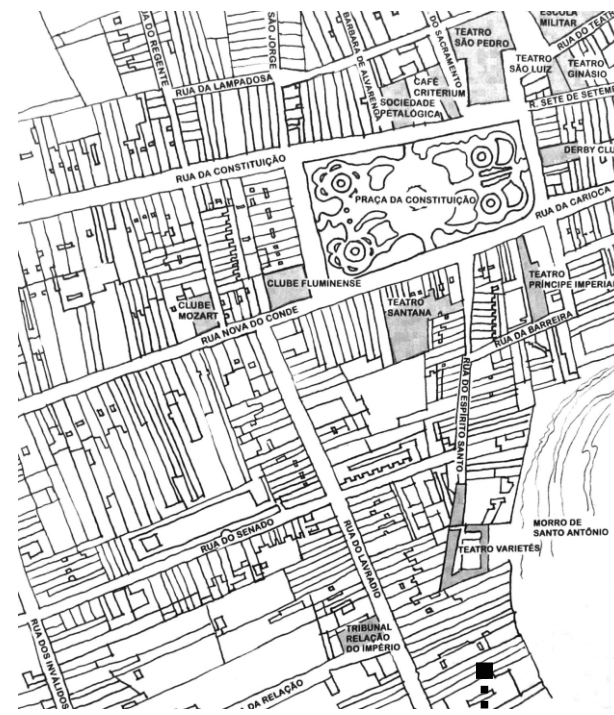 ESCOLA
MILITAR
RUA DO TEATRO
TEATRO
SÃO PEDRO
TEATRO
SÃO LUIZ
TEATRO
GINÁSIO
DO SACRAMENTO
BARBARA DE ALVARENGA
SÃO JORGE
RUA DO REGENTE
RUA DA LAMPADOSA
CAFÉ
CRITERIUM
SOCIEDADE
PETALÓGICA
R. SETE DE SETEM
DERBY CLU
RUA DA CONSTITUIÇÃO
PRAÇA DA CONSTITUIÇÃO
RUA DA CARIOCA
CLUBE FLUMINENSE
CLUBE
MOZART
RUA NOVA DO CONDE
TEATRO
SANTANA
TEATRO
PRÍNCIPE IMPERIAL
RUA DA BARREIRA
RUA DO ESPÍRITO SANTO
MORRO DE
SANTO ANTÔNIO
TEATRO VARIETÉS
RUA DO SENADO
RUA DO LAVRADIO
TRIBUNAL
RELAÇÃO
DO IMPÉRIO
RUA DOS INVÁLIDOS
DA RELAÇÃO